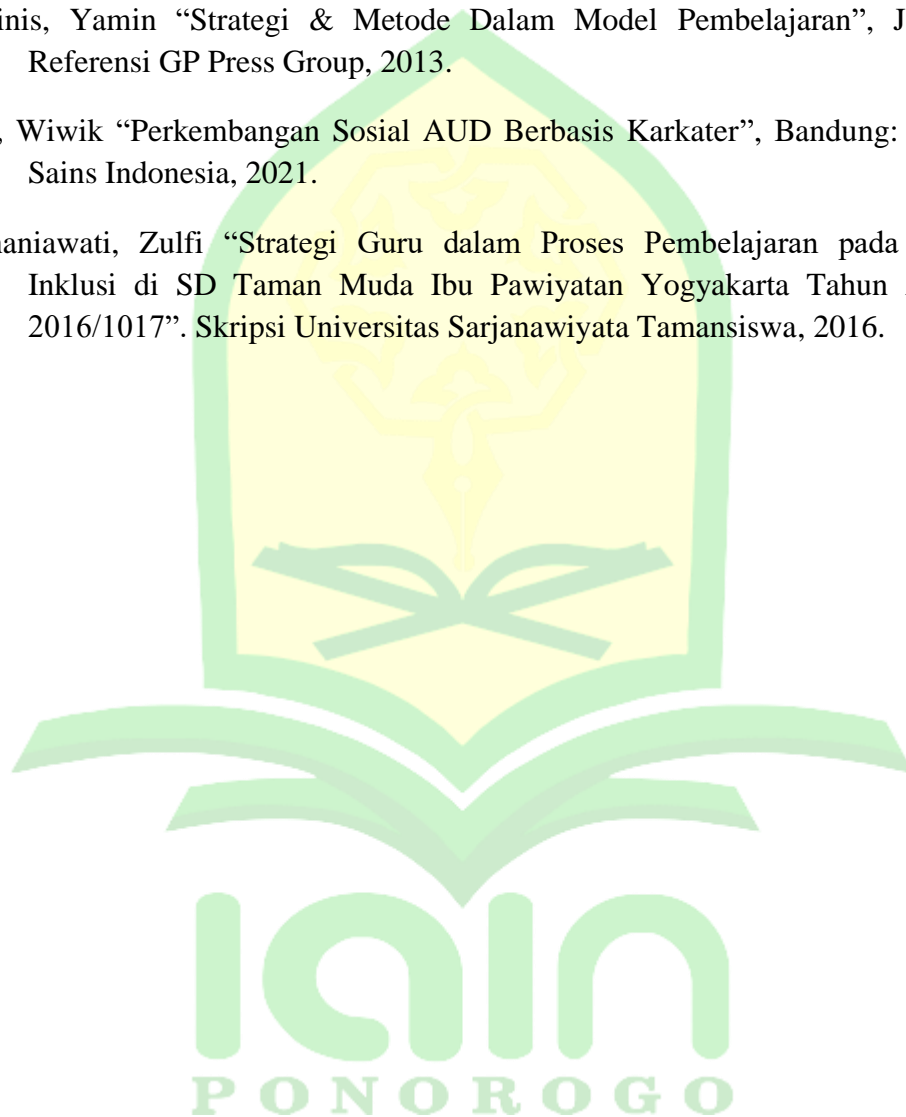 inis, Yamin “Strategi & Metode Dalam Model Pembelajaran”, J
Referensi GP Press Group, 2013.
, Wiwik “Perkembangan Sosial AUD Berbasis Karkater”, Bandung:
Sains Indonesia, 2021.
aniawati, Zulfi “Strategi Guru dalam Proses Pembelajaran pada
Inklusi di SD Taman Muda Ibu Pawiyatan Yogyakarta Tahun
2016/1017”. Skripsi Universitas Sarjanawiyata Tamansiswa, 2016.
iain
PONOROGO